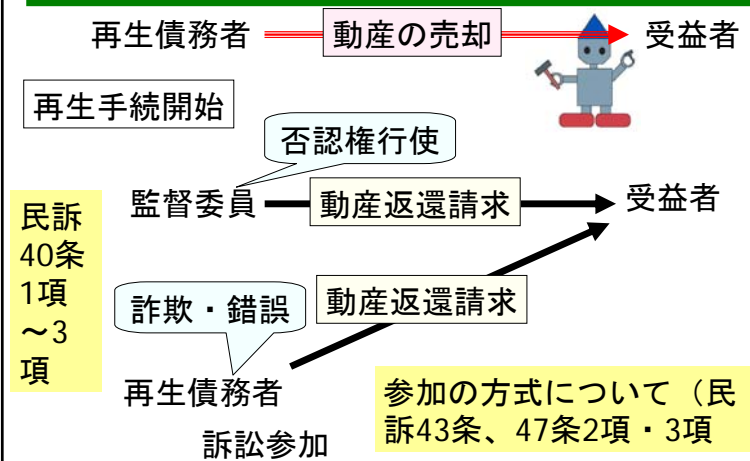 再生債務者
動産の売却
受益者
再生手続開始
否認権行使
監督委員
動産返還請求
受益者
民訴
40条
1項
～3
項
詐欺・錯誤
動産返還請求
再生債務者
訴訟参加
参加の方式について（民
訴43条、47条2項・3項